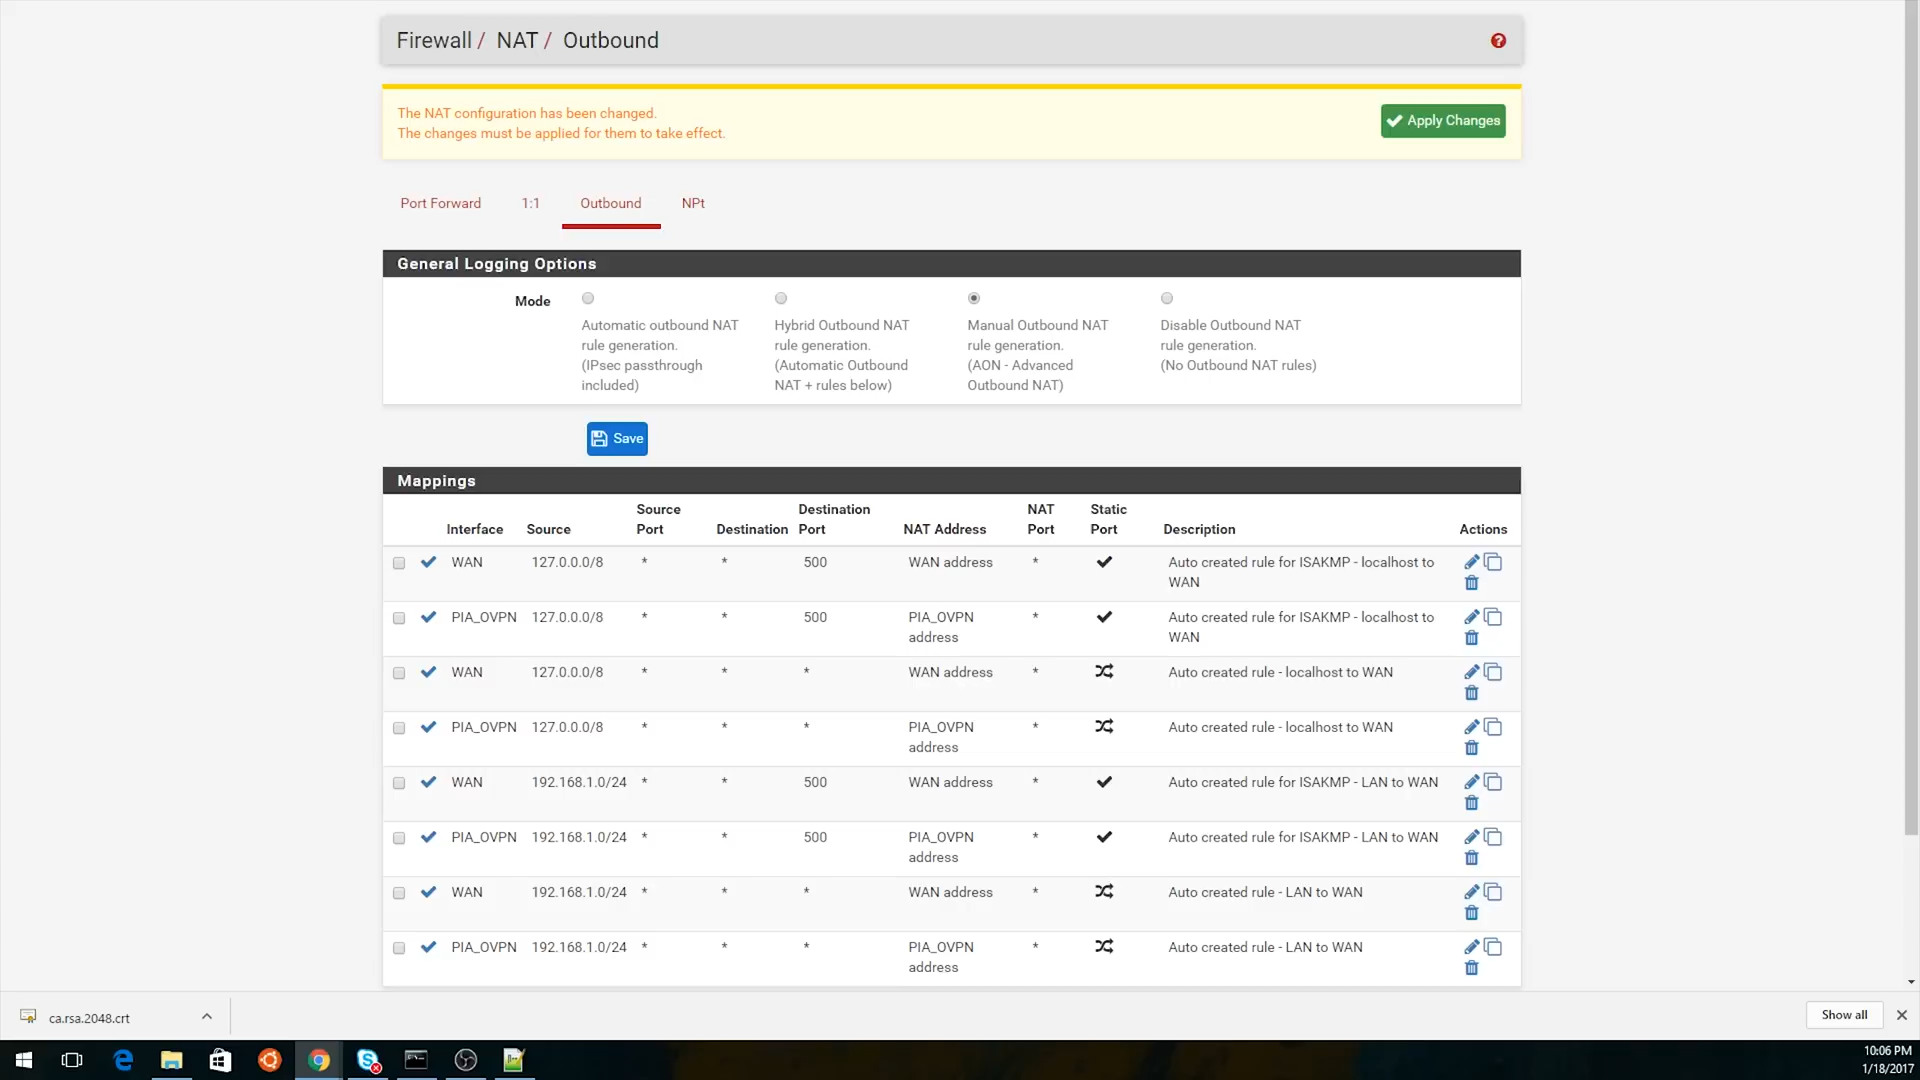 Firewall / NAT / Outbound
The NAT configuration has been changed.
The changes must be applied for them to take effect.
Apply Changes
Port Forward 1:1 Outbound NPt
General Logging Options
Mode
Automatic outbound NAT
rule generation.
(IPsec passthrough
included)
Hybrid Outbound NAT
rule generation.
(Automatic Outbound
NAT + rules below)
Manual Outbound NAT
rule generation.
(AON - Advanced
Outbound NAT)
Disable Outbound NAT
rule generation.
(No Outbound NAT rules)
Save
Mappings
Interface Source Source Port Destination Destination Port NAT Address NAT Port Static Port Description Actions
WAN 127.0.0.0/8 * * 500 WAN address * Auto created rule for ISAKMP - localhost to
WAN
PIA_OVPN 127.0.0.0/8 * * 500 PIA_OVPN address * Auto created rule for ISAKMP - localhost to
WAN
WAN 127.0.0.0/8 * * * WAN address * Auto created rule - localhost to WAN
PIA_OVPN 127.0.0.0/8 * * * PIA_OVPN address * Auto created rule - localhost to WAN
WAN 192.168.1.0/24 * * 500 WAN address * Auto created rule for ISAKMP - LAN to WAN
PIA_OVPN 192.168.1.0/24 * * 500 PIA_OVPN address * Auto created rule for ISAKMP - LAN to WAN
WAN 192.168.1.0/24 * * * WAN address * Auto created rule - LAN to WAN
PIA_OVPN 192.168.1.0/24 * * * PIA_OVPN address * Auto created rule - LAN to WAN
ca.rsa.2048.crt
Show all
10:06 PM
1/18/2017